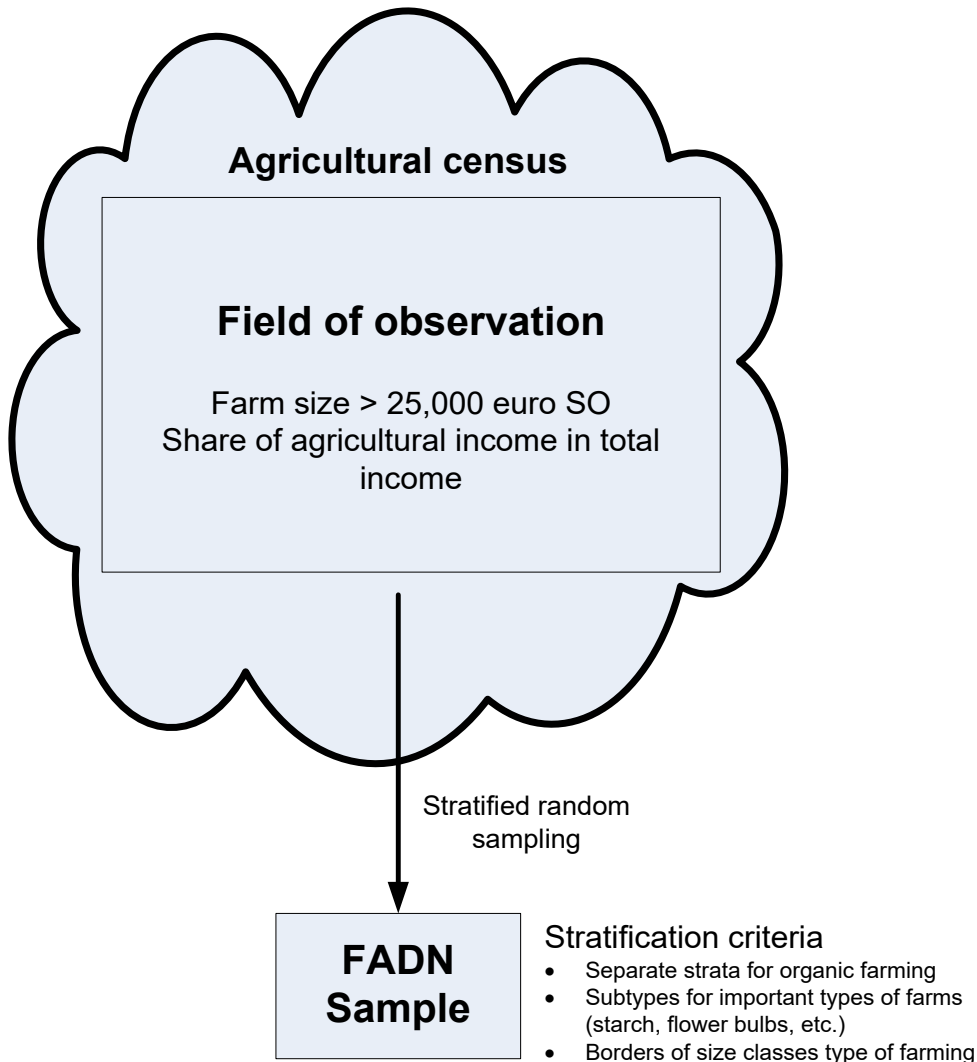 Agricultural census
Field of observation
Farm size > 25,000 euro SO
Share of agricultural income in total
income
Stratified random
sampling
FADN
Sample
Stratification criteria
• Separate strata for organic farming
• Subtypes for important types of farms
(starch, flower bulbs, etc.)
• Borders of size classes type of farming